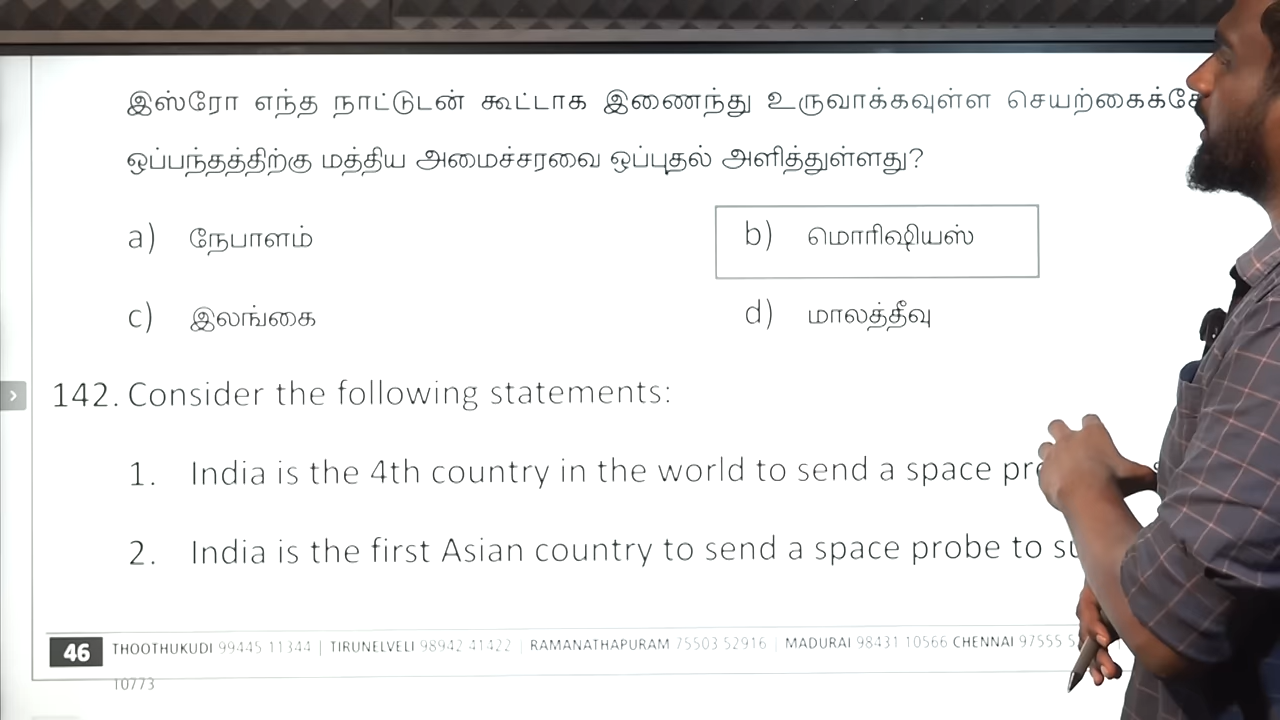 இஸ்ரோ எந்த நாட்டுடன் கூட்டாக இணைந்து உருவாக்கவுள்ள
ஒப்பந்தத்திற்கு மத்திய அமைச்சரவை ஒப்புதல் அளித்துள்ளது?
a) நேபாளம்
b) மொரிஷியஸ்
c) இலங்கை
d) மாலத்தீவு
142. Consider the following statements:
1. India is the 4th country in the world to send a space
2. India is the first Asian country to send a space probe to
46 THOOTHUKUDI 99445 11344 | TIRUNELVELI 98942 41422 | RAMANATHAPURAM 75503 52916 | MADURAI 98431 10566 CHENNAI 97555
10773